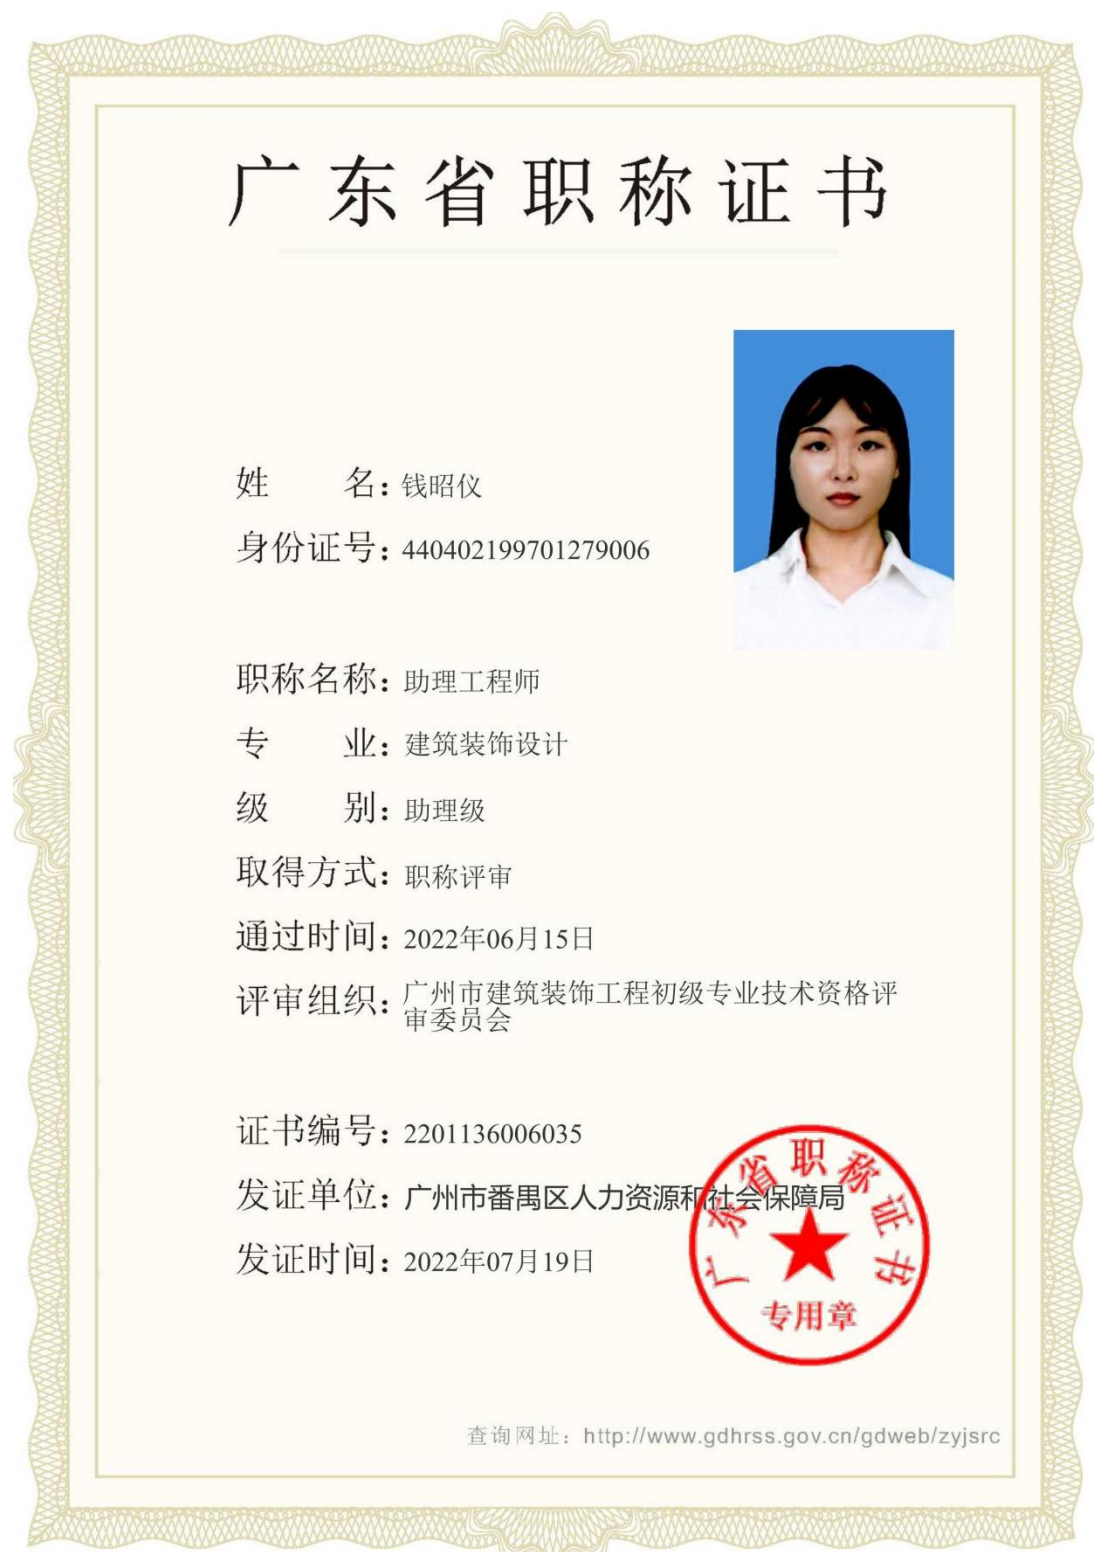 广东省职称证书
姓　　名：钱昭仪
身份证号：440402199701279006
职称名称：助理工程师
专　　业：建筑装饰设计
级　　别：助理级
取得方式：职称评审
通过时间：2022年06月15日
评审组织：广州市建筑装饰工程初级专业技术资格评
审委员会
证书编号：2201136006035
发证单位：广州市番禺区人力资源和社会保障局
发证时间：2022年07月19日
广东省职称证书
专用章
查询网址：http://www.gdhrss.gov.cn/gdweb/zyjsrc